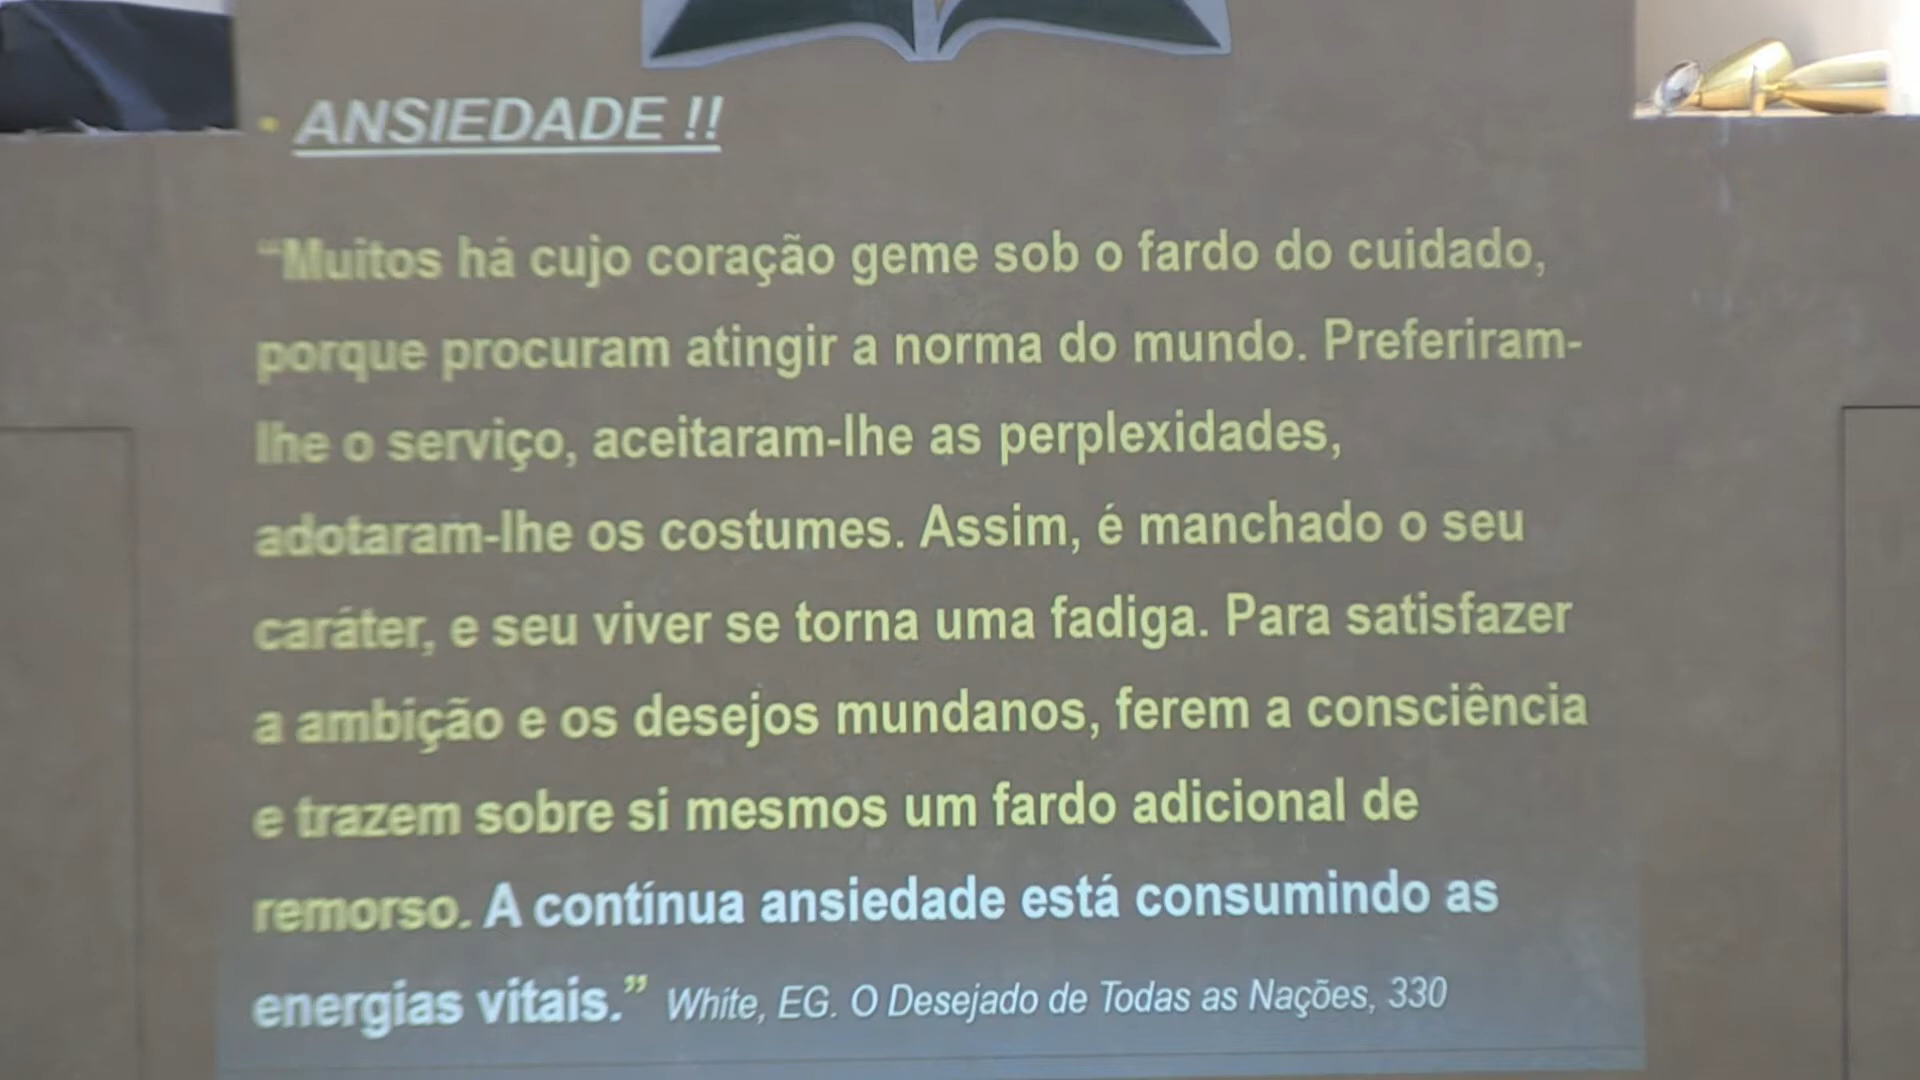 • ANSIEDADE !!
“Muitos há cujo coração geme sob o fardo do cuidado,
porque procuram atingir a norma do mundo. Preferiram-
lhe o serviço, aceitaram-lhe as perplexidades,
adotaram-lhe os costumes. Assim, é manchado o seu
caráter, e seu viver se torna uma fadiga. Para satisfazer
a ambição e os desejos mundanos, ferem a consciência
e trazem sobre si mesmos um fardo adicional de
remorso. A contínua ansiedade está consumindo as
energias vitais.” White, EG. O Desejado de Todas as Nações, 330